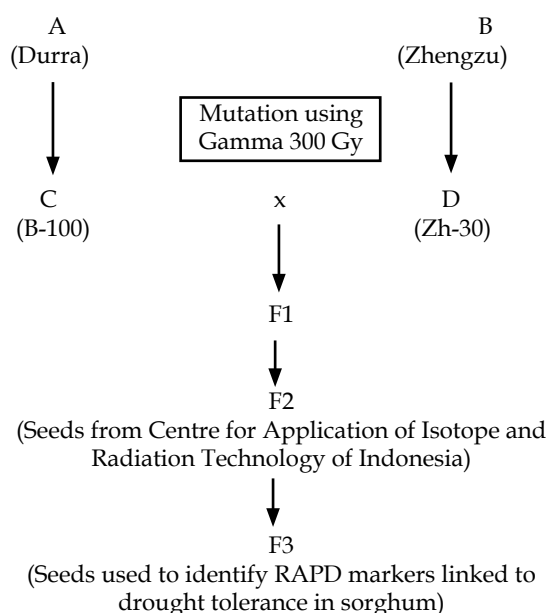 A
(Durra)
B
(Zhengzu)
Mutation using
Gamma 300 Gy
C
(B-100)
x
D
(Zh-30)
F1
F2
(Seeds from Centre for Application of Isotope and
Radiation Technology of Indonesia)
F3
(Seeds used to identify RAPD markers linked to
drought tolerance in sorghum)